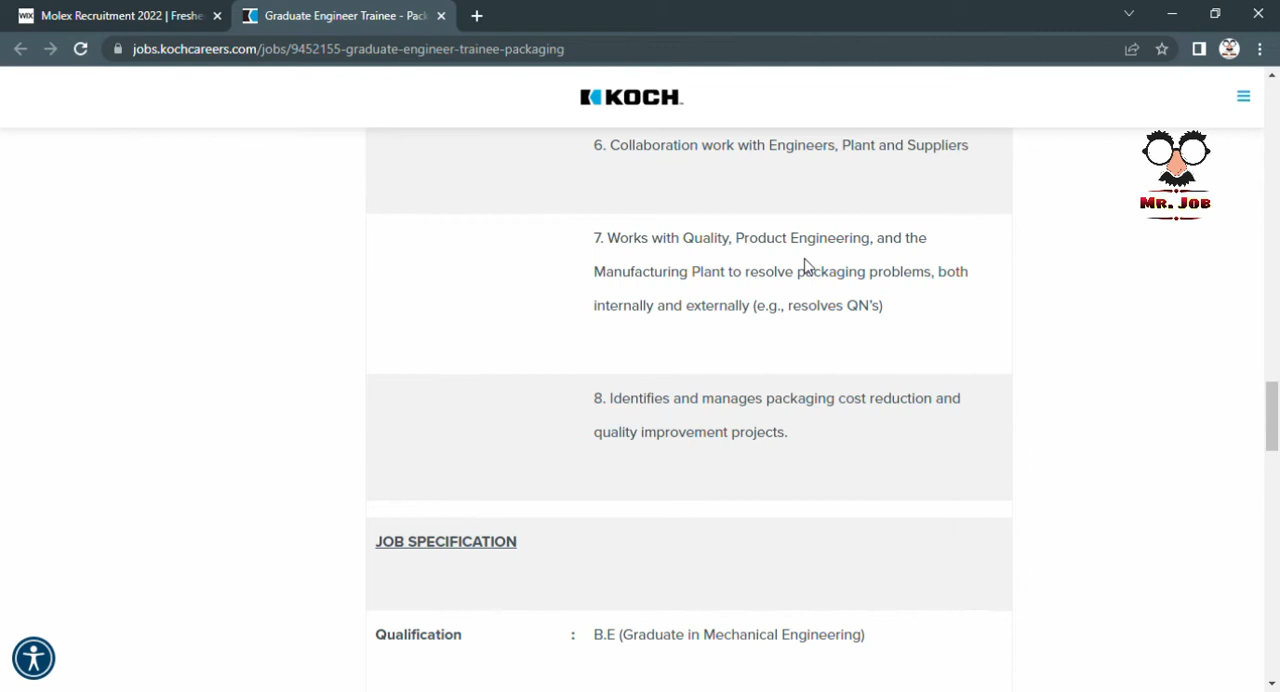 Molex Recruitment 2022 | Freshe
Graduate Engineer Trainee - Pack
jobs.kochcareers.com/jobs/9452155-graduate-engineer-trainee-packaging
KOCH
6. Collaboration work with Engineers, Plant and Suppliers
MR. JOB
7. Works with Quality, Product Engineering, and the
Manufacturing Plant to resolve packaging problems, both
internally and externally (e.g., resolves QN's)
8. Identifies and manages packaging cost reduction and
quality improvement projects.
JOB SPECIFICATION
Qualification : B.E (Graduate in Mechanical Engineering)